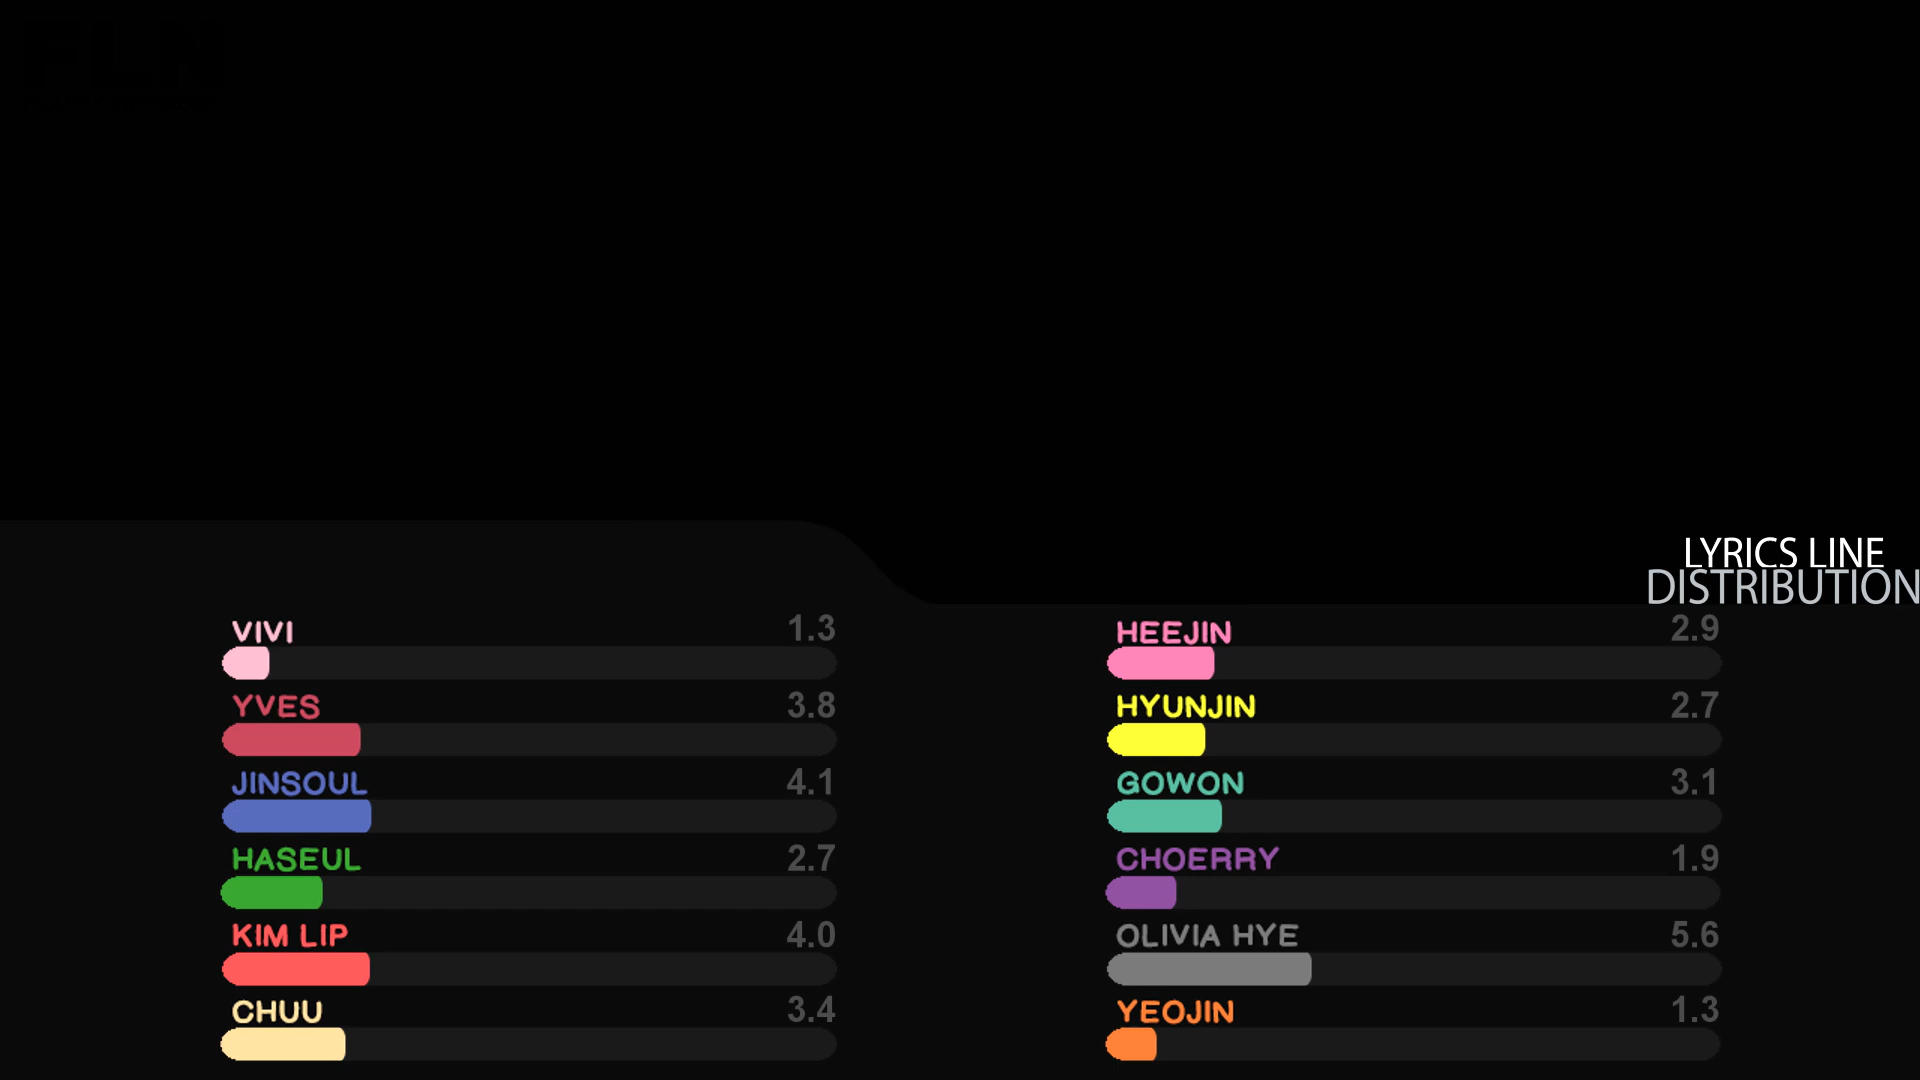 LYRICS LINE
DISTRIBUTION
VIVI 1.3
YVES 3.8
JINSOUL 4.1
HASEUL 2.7
KIM LIP 4.0
CHUU 3.4
HEEJIN 2.9
HYUNJIN 2.7
GOWON 3.1
CHOERRY 1.9
OLIVIA HYE 5.6
YEOJIN 1.3